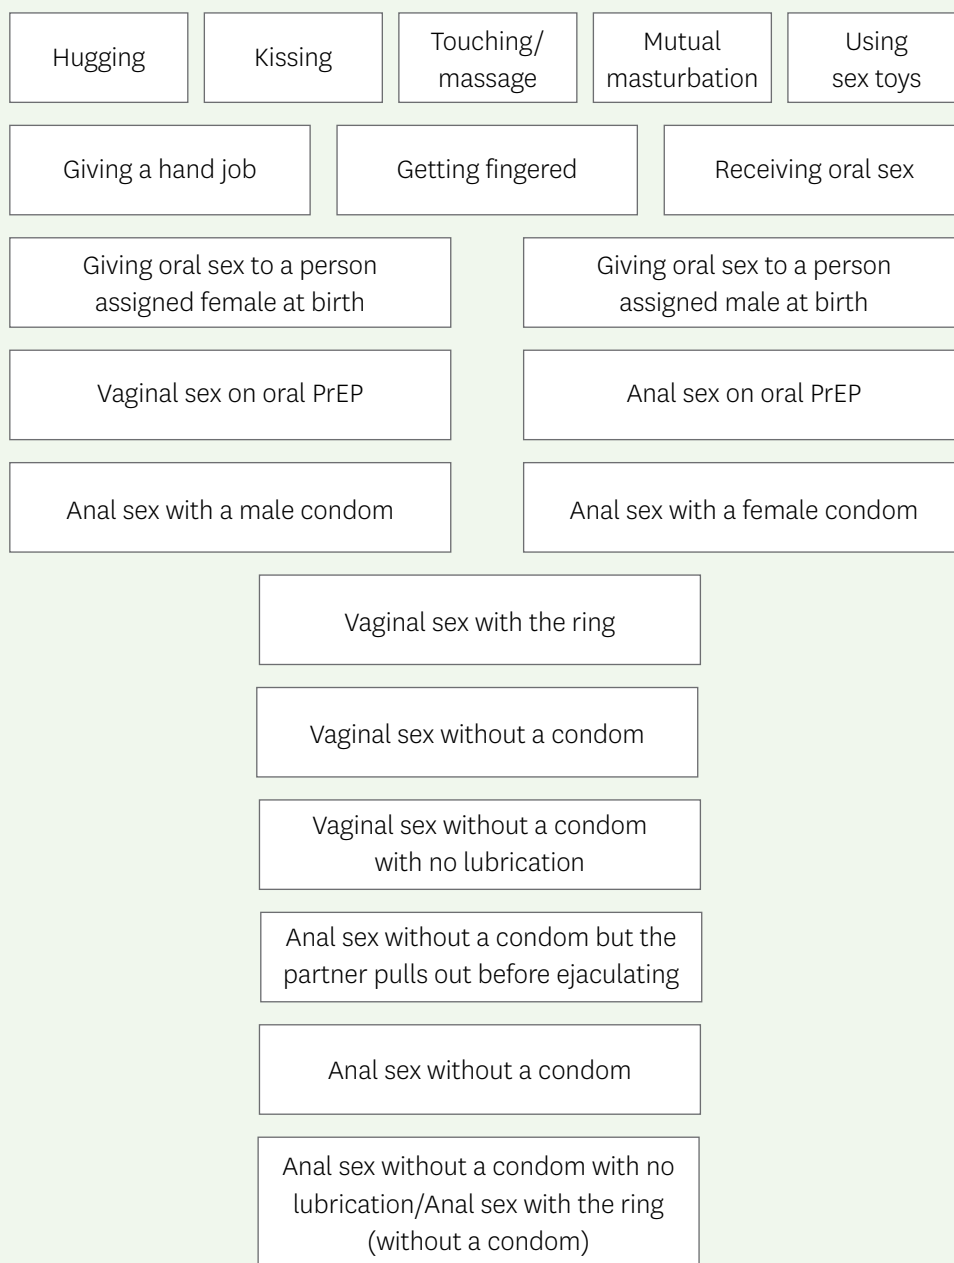 Hugging
Kissing
Touching/
massage
Mutual
masturbation
Using
sex toys
Giving a hand job
Getting fingered
Receiving oral sex
Giving oral sex to a person
assigned female at birth
Giving oral sex to a person
assigned male at birth
Vaginal sex on oral PrEP
Anal sex on oral PrEP
Anal sex with a male condom
Anal sex with a female condom
Vaginal sex with the ring
Vaginal sex without a condom
Vaginal sex without a condom
with no lubrication
Anal sex without a condom but the
partner pulls out before ejaculating
Anal sex without a condom
Anal sex without a condom with no
lubrication/Anal sex with the ring
(without a condom)